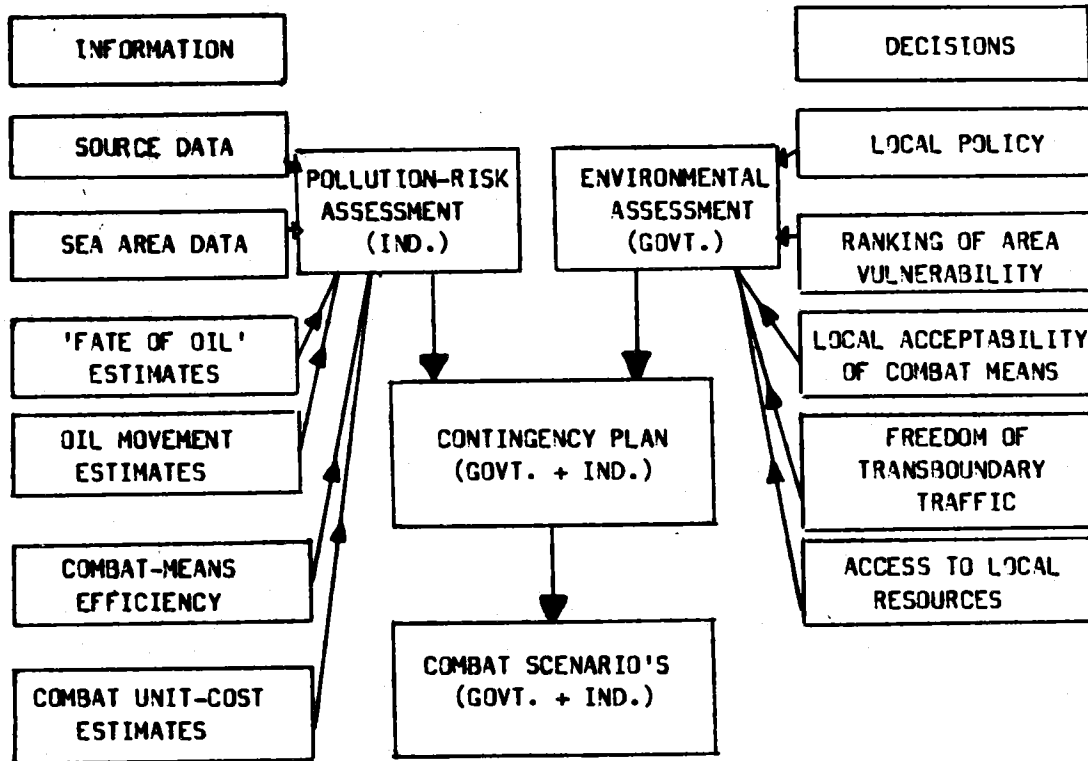 INFORMATION
SOURCE DATA
SEA AREA DATA
'FATE OF OIL'
ESTIMATES
OIL MOVEMENT
ESTIMATES
COMBAT-MEANS
EFFICIENCY
COMBAT UNIT-COST
ESTIMATES
POLLUTION-RISK
ASSESSMENT
(IND.)
ENVIRONMENTAL
ASSESSMENT
(GOVT.)
CONTINGENCY PLAN
(GOVT. + IND.)
COMBAT SCENARIO'S
(GOVT. + IND.)
DECISIONS
LOCAL POLICY
RANKING OF AREA
VULNERABILITY
LOCAL ACCEPTABILITY
OF COMBAT MEANS
FREEDOM OF
TRANSBOUNDARY
TRAFFIC
ACCESS TO LOCAL
RESOURCES